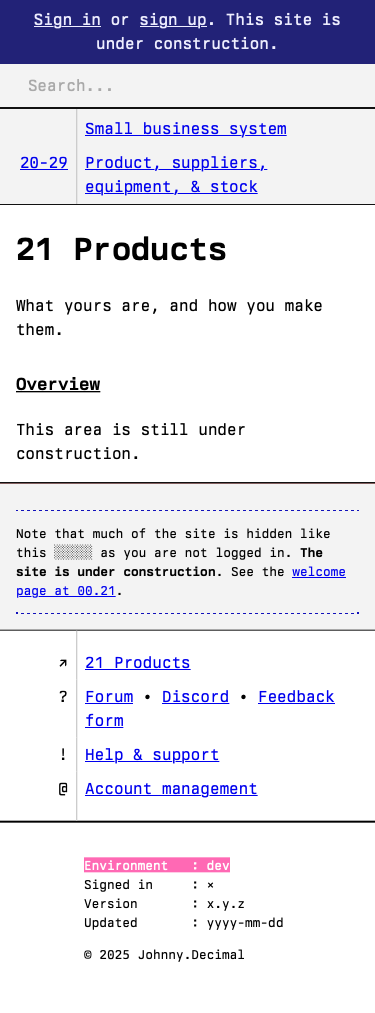 Sign in or sign up. This site is
under construction.
Search...
Small business system
20-29 Product, suppliers,
equipment, & stock
21 Products
What yours are, and how you make
them.
Overview
This area is still under
construction.
Note that much of the site is hidden like
this ░░░░░ as you are not logged in. The
site is under construction. See the welcome
page at 00.21.
↗ 21 Products
? Forum • Discord • Feedback
form
! Help & support
@ Account management
Environment : dev
Signed in : ×
Version : x.y.z
Updated : yyyy-mm-dd
© 2025 Johnny.Decimal